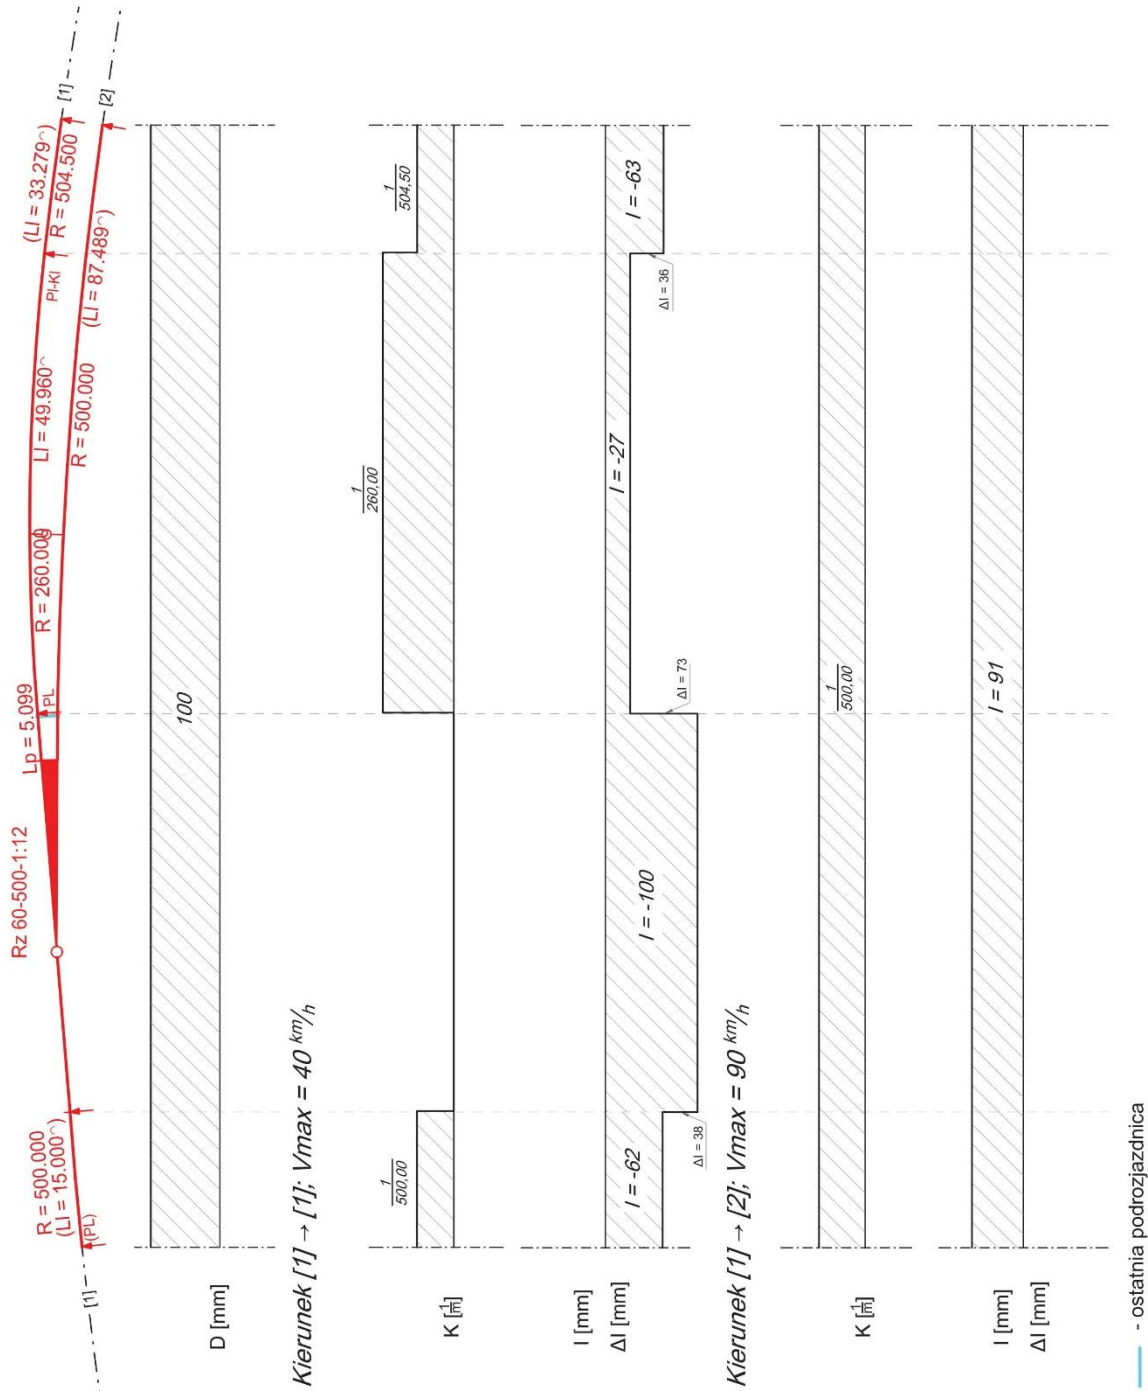 Rz 60-500-1:12
[1]
R = 500.000
(LI = 15.000⌒)
(PL)
Lp = 5.099
PL
R = 260.000
LI = 49.960⌒
PI-KI
(LI = 33.279⌒)
R = 504.500
[1]
R = 500.000
(LI = 87.489⌒)
[2]
D [mm]
100
Kierunek [1] → [1]; Vmax = 40 km/h
K [1/m]
1/500,00
1/260,00
1/504,50
I [mm]
ΔI [mm]
I = -62
ΔI = 38
I = -100
ΔI = 73
I = -27
ΔI = 36
I = -63
Kierunek [1] → [2]; Vmax = 90 km/h
K [1/m]
1/500,00
I [mm]
ΔI [mm]
I = 91
- ostatnia podrozjazdnica